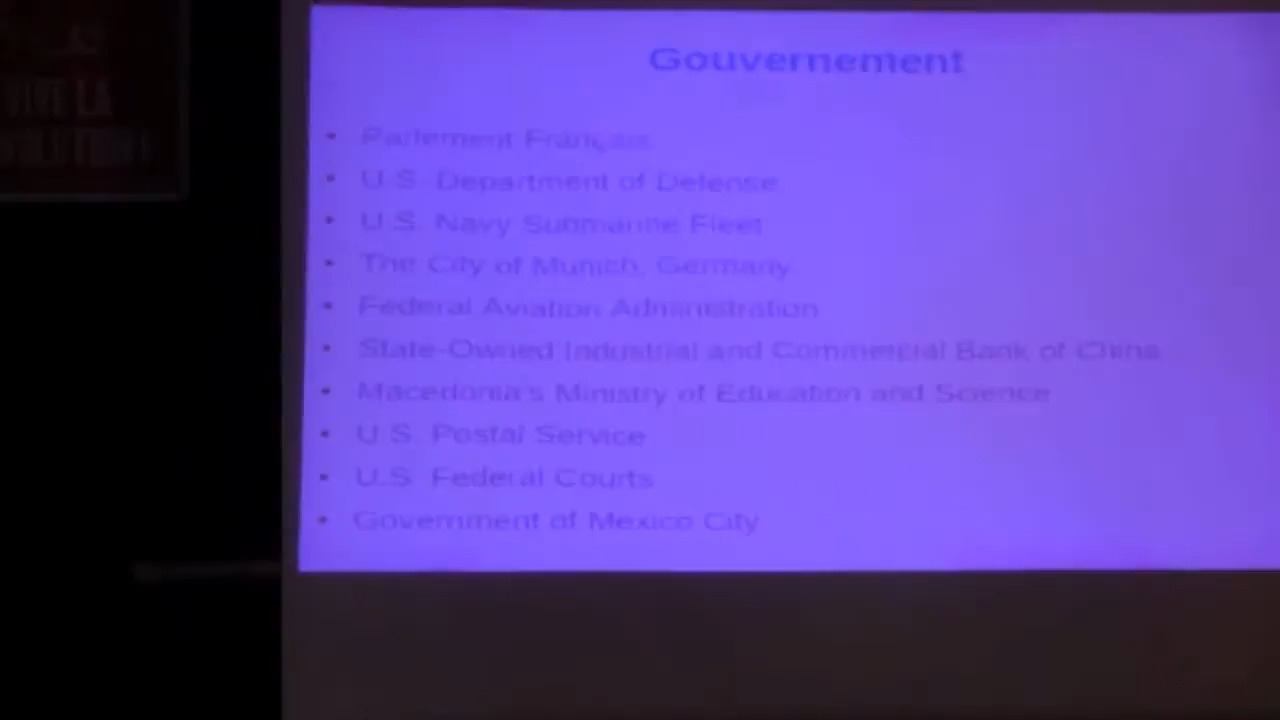 VIVE LA
Gouvernement
• Parlement Français
• U.S. Department of Defense
• U.S. Navy Submarine Fleet
• The City of Munich, Germany
• Federal Aviation Administration
• State-Owned Industrial and Commercial Bank of China
• Macedonia's Ministry of Education and Science
• U.S. Postal Service
• U.S. Federal Courts
• Government of Mexico City